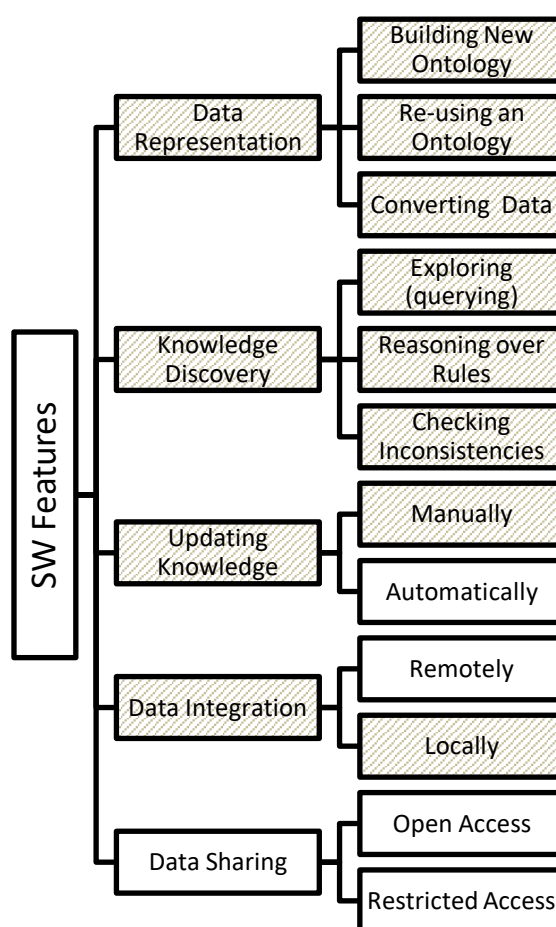 SW Features
Data
Representation
Building New
Ontology
Re-using an
Ontology
Converting Data
Knowledge
Discovery
Exploring
(querying)
Reasoning over
Rules
Checking
Inconsistencies
Updating
Knowledge
Manually
Automatically
Data Integration
Remotely
Locally
Data Sharing
Open Access
Restricted Access